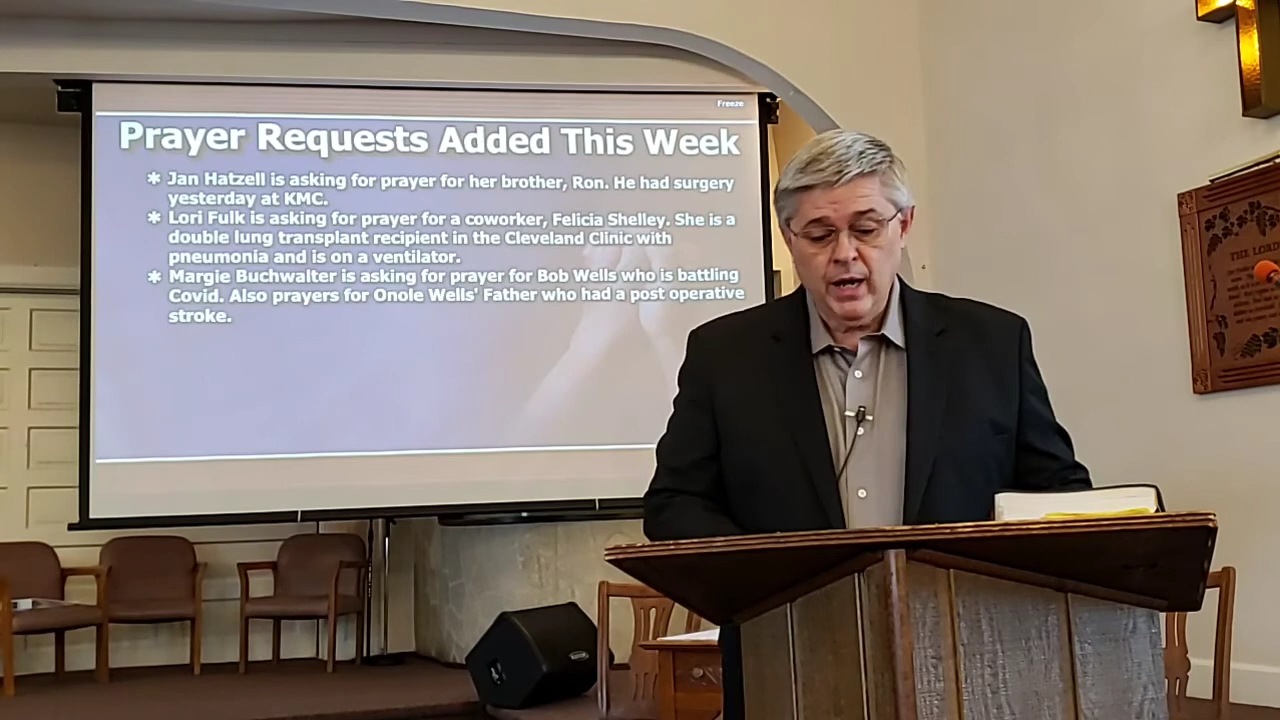 Freeze
Prayer Requests Added This Week
* Jan Hatzell is asking for prayer for her brother, Ron. He had surgery
yesterday at KMC.
* Lori Fulk is asking for prayer for a coworker, Felicia Shelley. She is a
double lung transplant recipient in the Cleveland Clinic with
pneumonia and is on a ventilator.
* Margie Buchwalter is asking for prayer for Bob Wells who is battling
Covid. Also prayers for Onole Wells' Father who had a post operative
stroke.
THE LORD